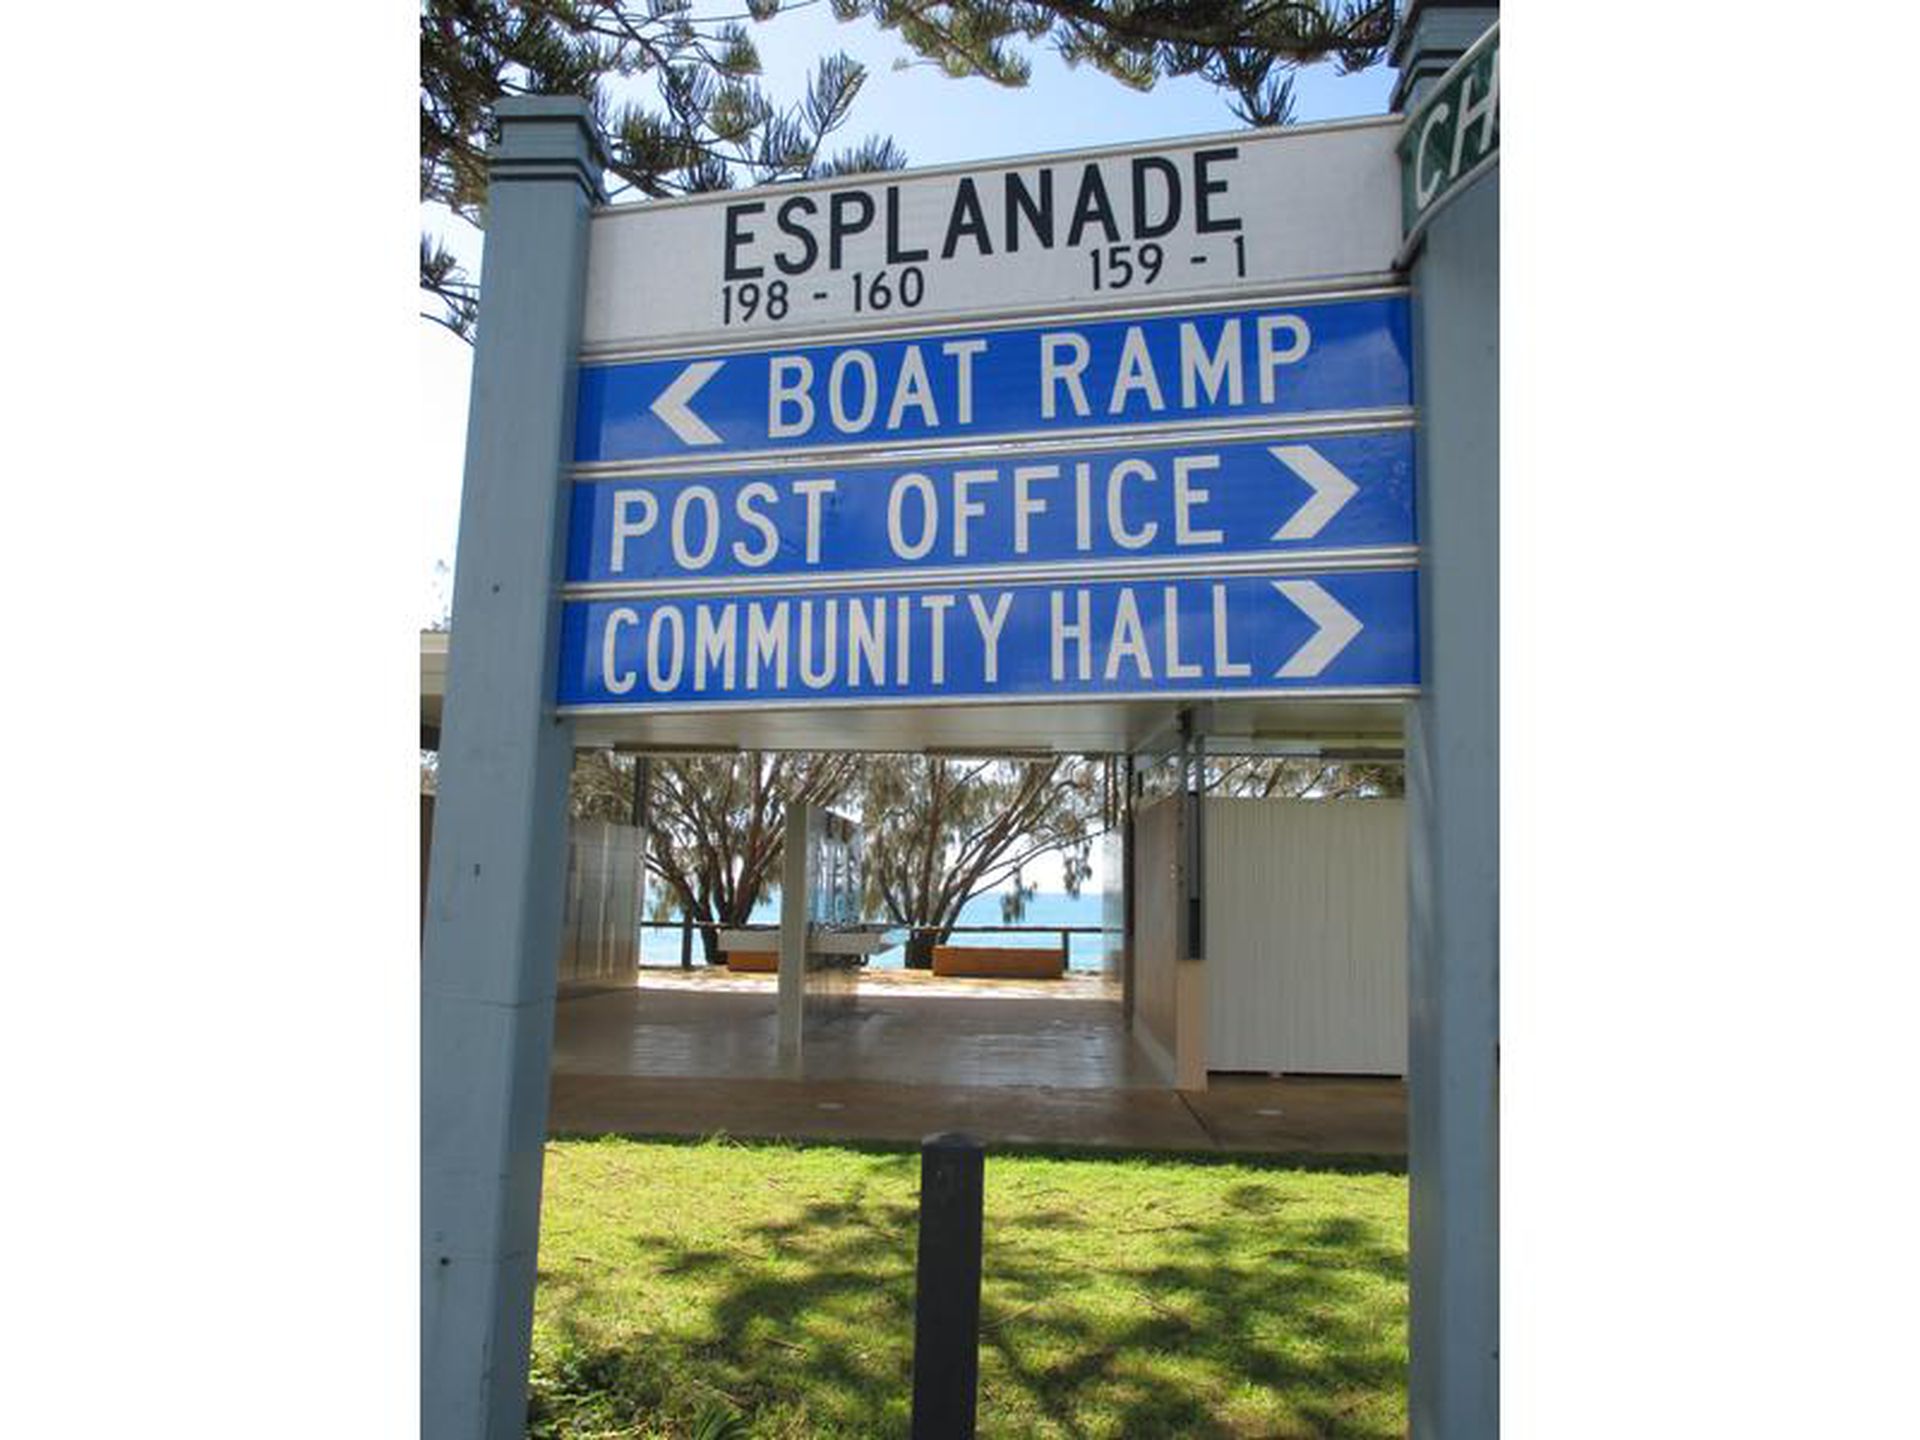 ESPLANADE
198 - 160 159 - 1
BOAT RAMP
POST OFFICE
COMMUNITY HALL